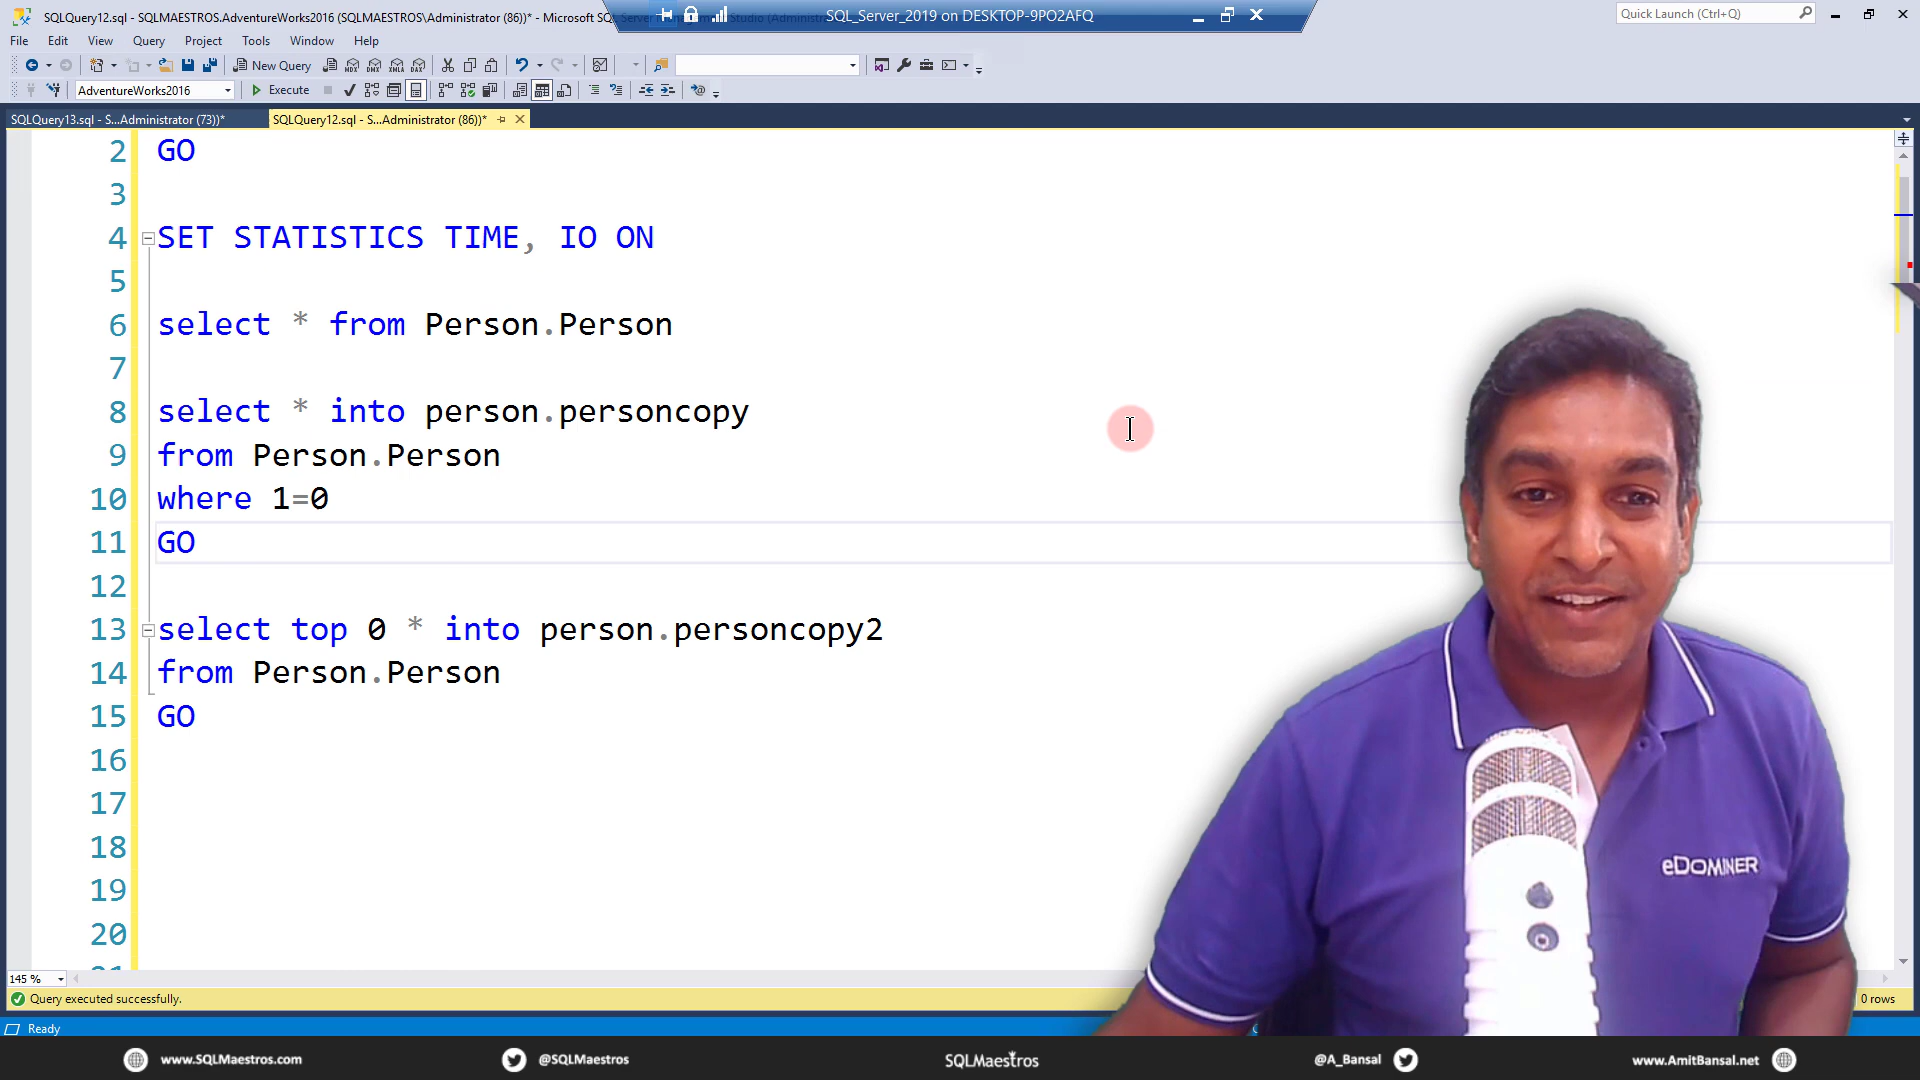 SQLQuery12.sql - SQLMAESTROS.AdventureWorks2016 (SQLMAESTROS\Administrator (86))* - Microsoft SQL
SQL_Server_2019 on DESKTOP-9PO2AFQ
Quick Launch (Ctrl+Q)
File Edit View Query Project Tools Window Help
New Query
AdventureWorks2016 Execute
SQLQuery13.sql - S...Administrator (73))* SQLQuery12.sql - S...Administrator (86))*
2 GO
3
4 SET STATISTICS TIME, IO ON
5
6 select * from Person.Person
7
8 select * into person.personcopy
9 from Person.Person
10 where 1=0
11 GO
12
13 select top 0 * into person.personcopy2
14 from Person.Person
15 GO
16
17
18
19
20
145 %
Query executed successfully.
0 rows
Ready
eDOMINER
www.SQLMaestros.com @SQLMaestros SQLMaestros @A_Bansal www.AmitBansal.net